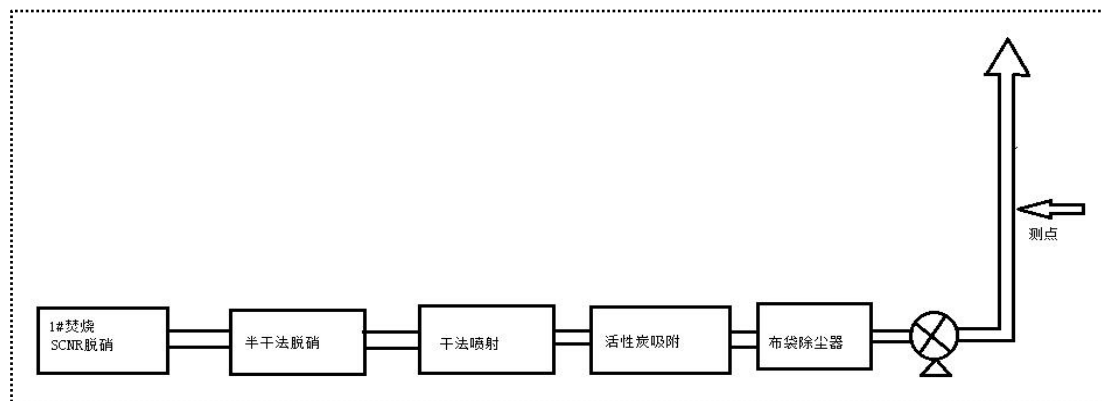 测点
1#焚烧
SCNR脱硝
半干法脱硝
干法喷射
活性炭吸附
布袋除尘器